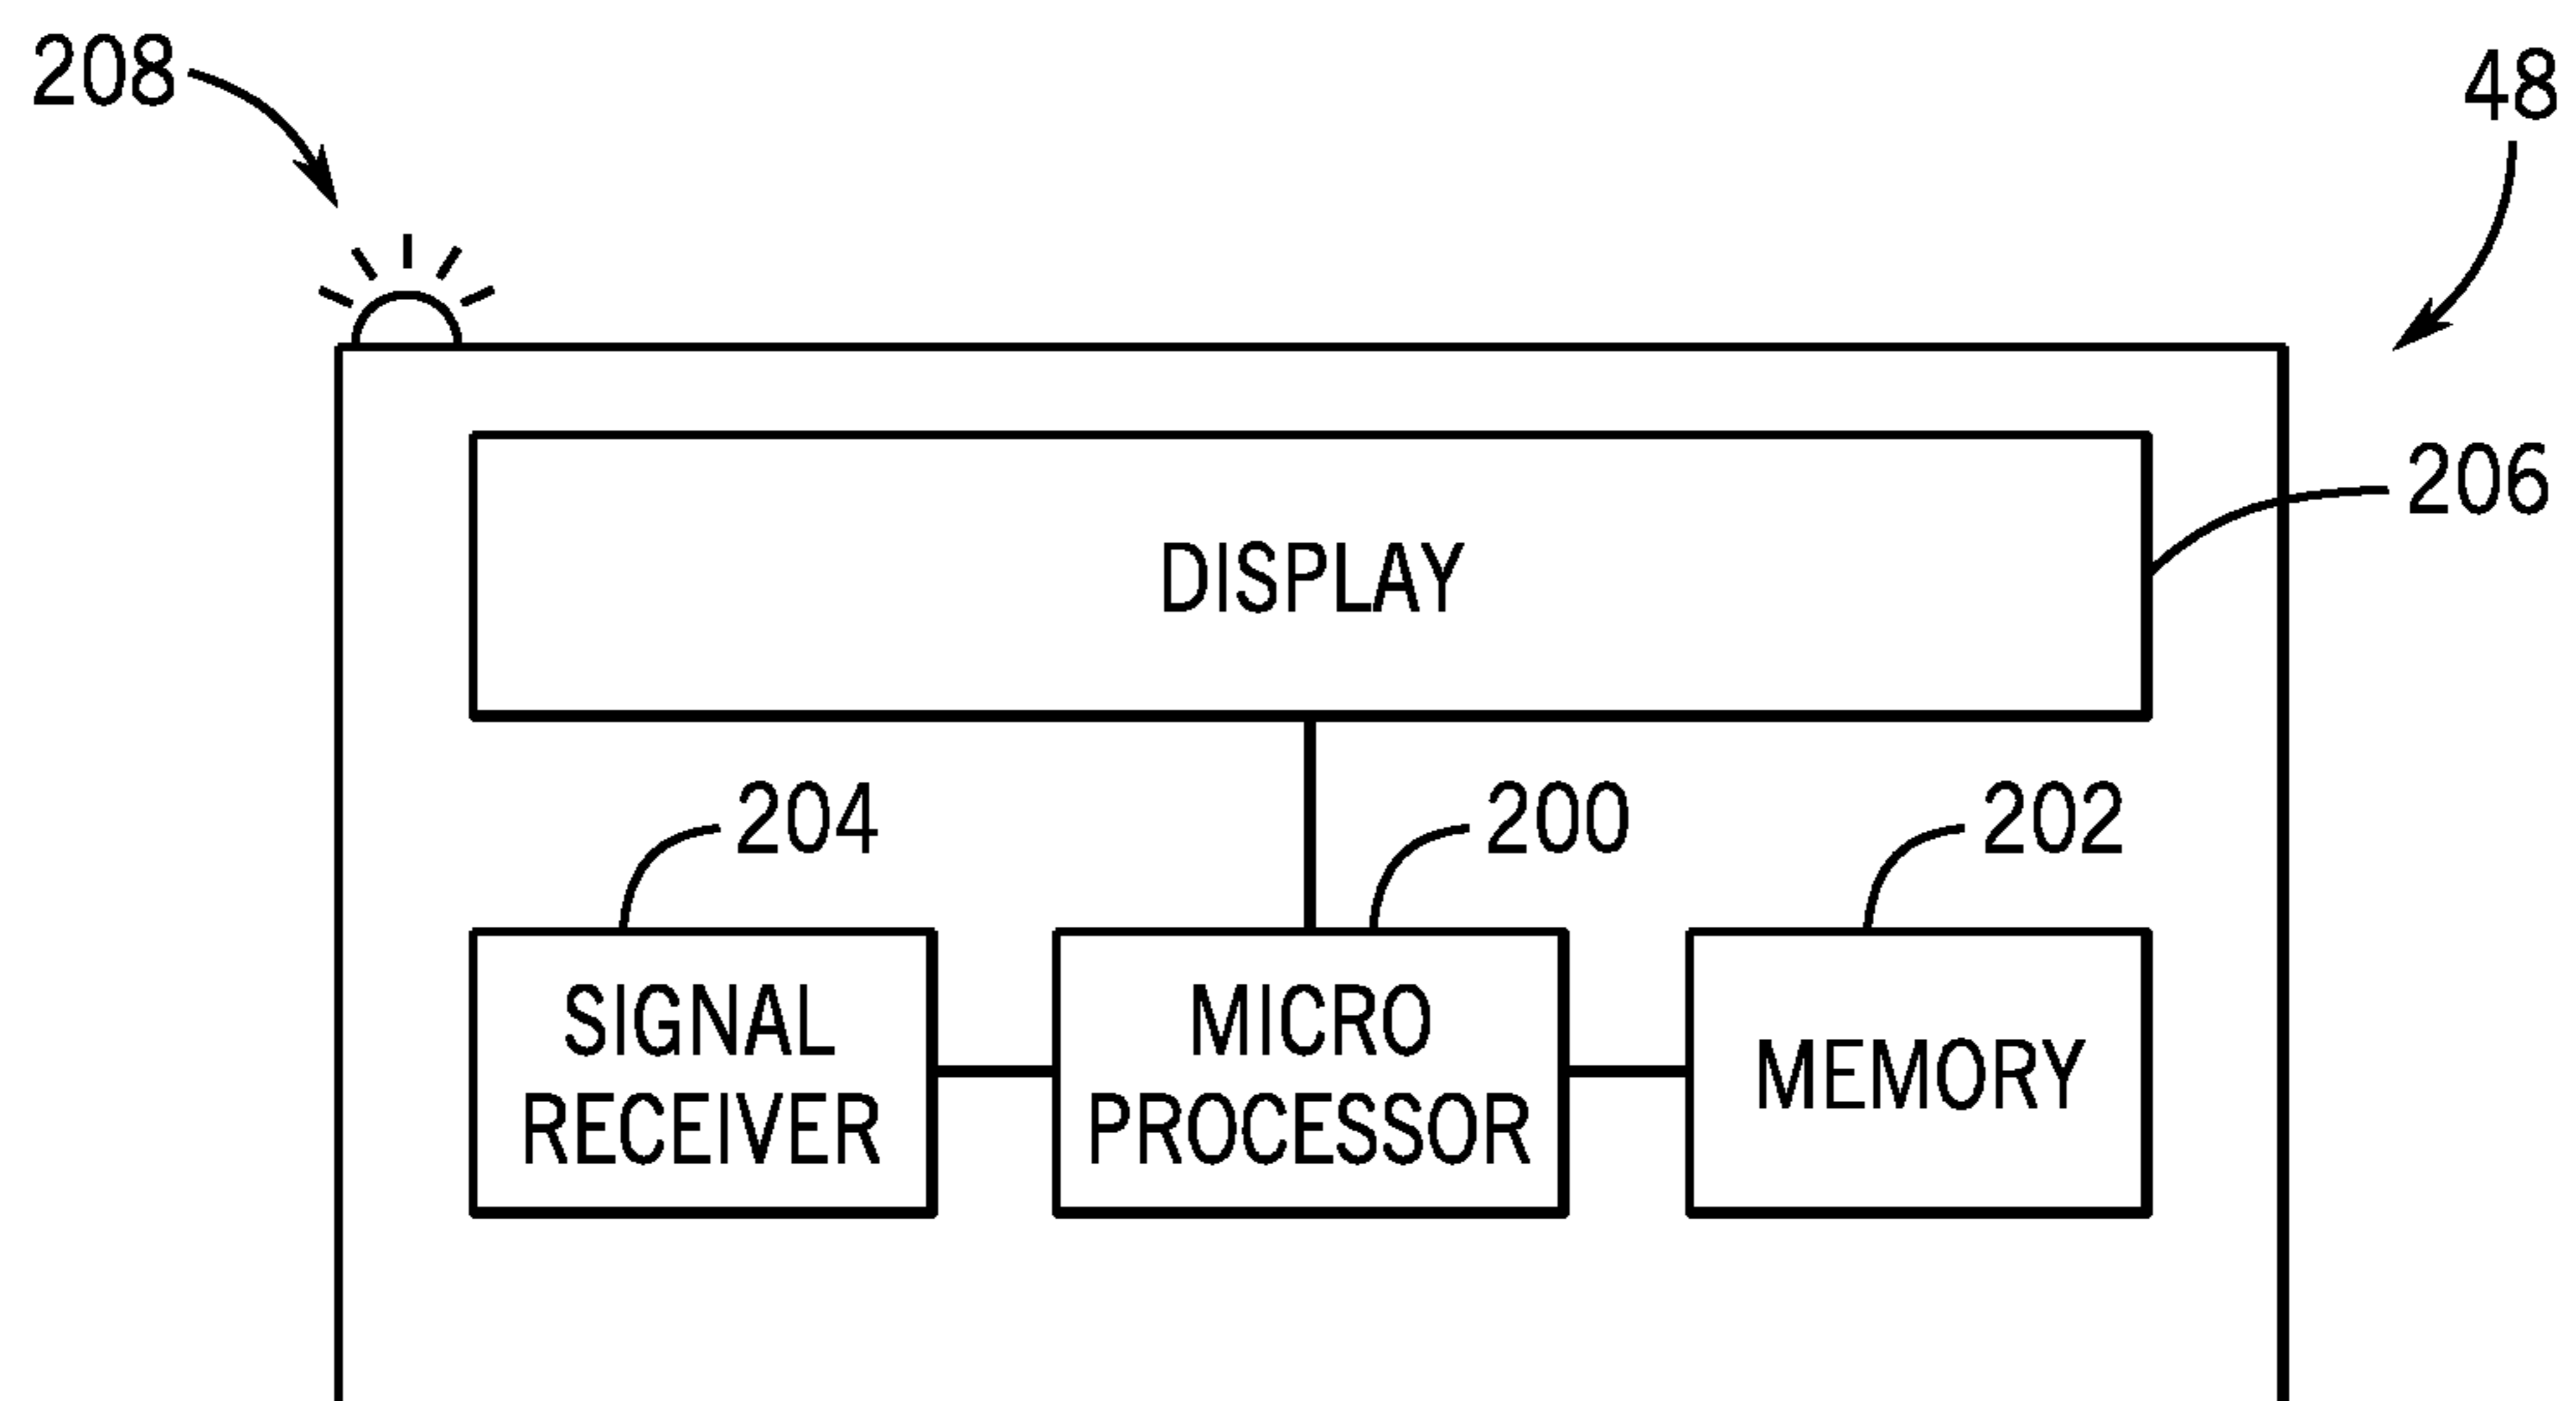 208
48
DISPLAY
206
204
200
202
SIGNAL
RECEIVER
MICRO
PROCESSOR
MEMORY